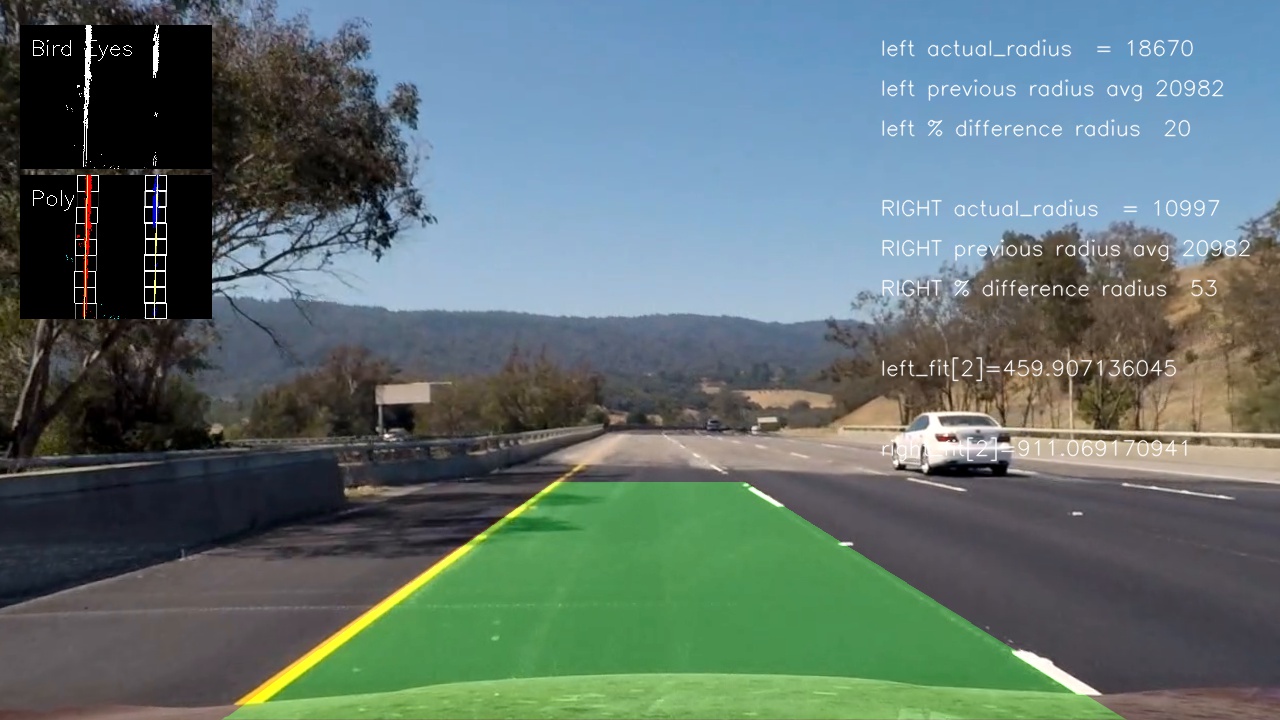 Bird Eyes
Poly
left actual_radius = 18670
left previous radius avg 20982
left % difference radius 20
RIGHT actual_radius = 10997
RIGHT previous radius avg 20982
RIGHT % difference radius 53
left_fit[2]=459.907136045
right_fit[2]=911.069170941